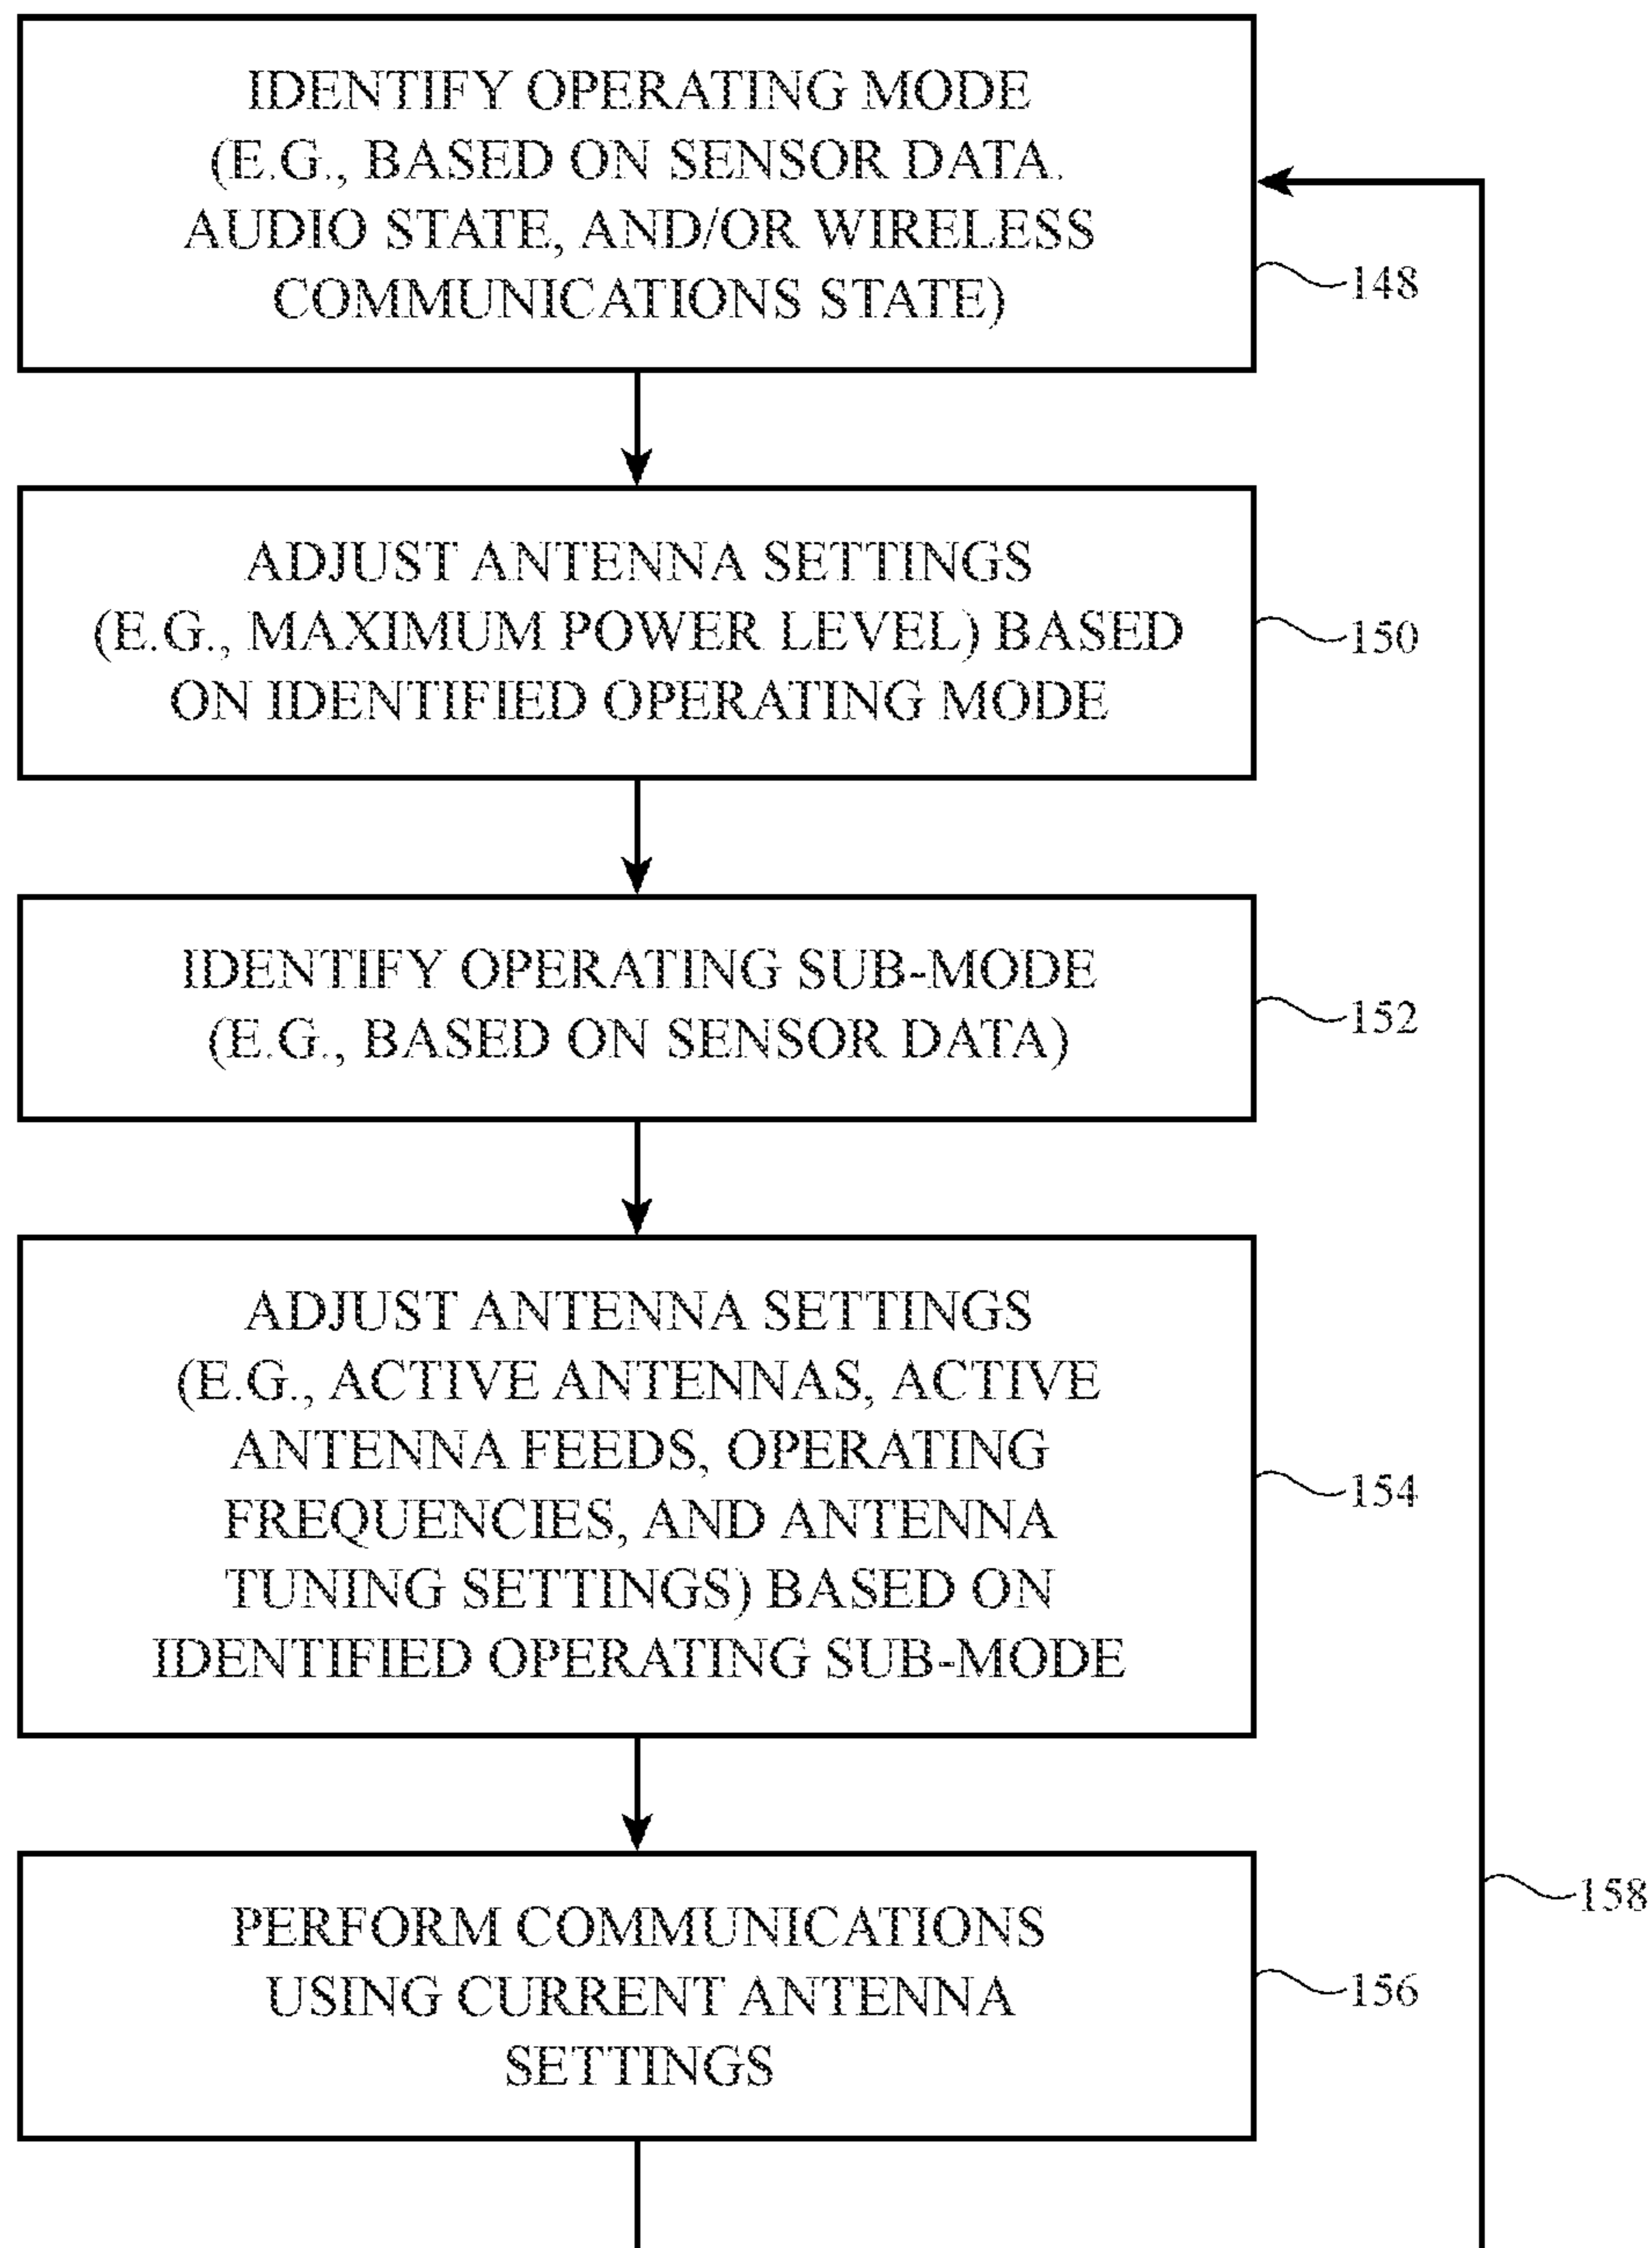 IDENTIFY OPERATING MODE
(E.G., BASED ON SENSOR DATA.
AUDIO STATE, AND/OR WIRELESS
COMMUNICATIONS STATE)
148
ADJUST ANTENNA SETTINGS
(E.G., MAXIMUM POWER LEVEL) BASED
ON IDENTIFIED OPERATING MODE
150
IDENTIFY OPERATING SUB-MODE
(E.G., BASED ON SENSOR DATA)
152
ADJUST ANTENNA SETTINGS
(E.G., ACTIVE ANTENNAS, ACTIVE
ANTENNA FEEDS, OPERATING
FREQUENCIES, AND ANTENNA
TUNING SETTINGS) BASED ON
IDENTIFIED OPERATING SUB-MODE
154
PERFORM COMMUNICATIONS
USING CURRENT ANTENNA
SETTINGS
156
158